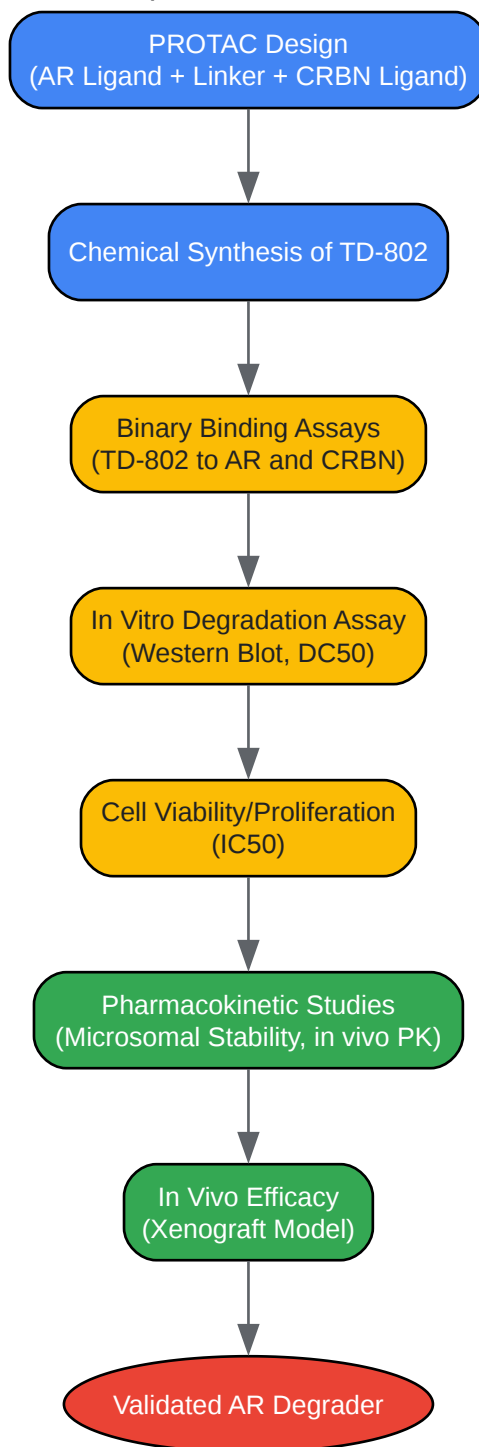 PROTAC Design
(AR Ligand + Linker + CRBN Ligand)
Chemical Synthesis of TD-802
Binary Binding Assays
(TD-802 to AR and CRBN)
In Vitro Degradation Assay
(Western Blot, DC50)
Cell Viability/Proliferation
(IC50)
Pharmacokinetic Studies
(Microsomal Stability, in vivo PK)
In Vivo Efficacy
(Xenograft Model)
Validated AR Degrader